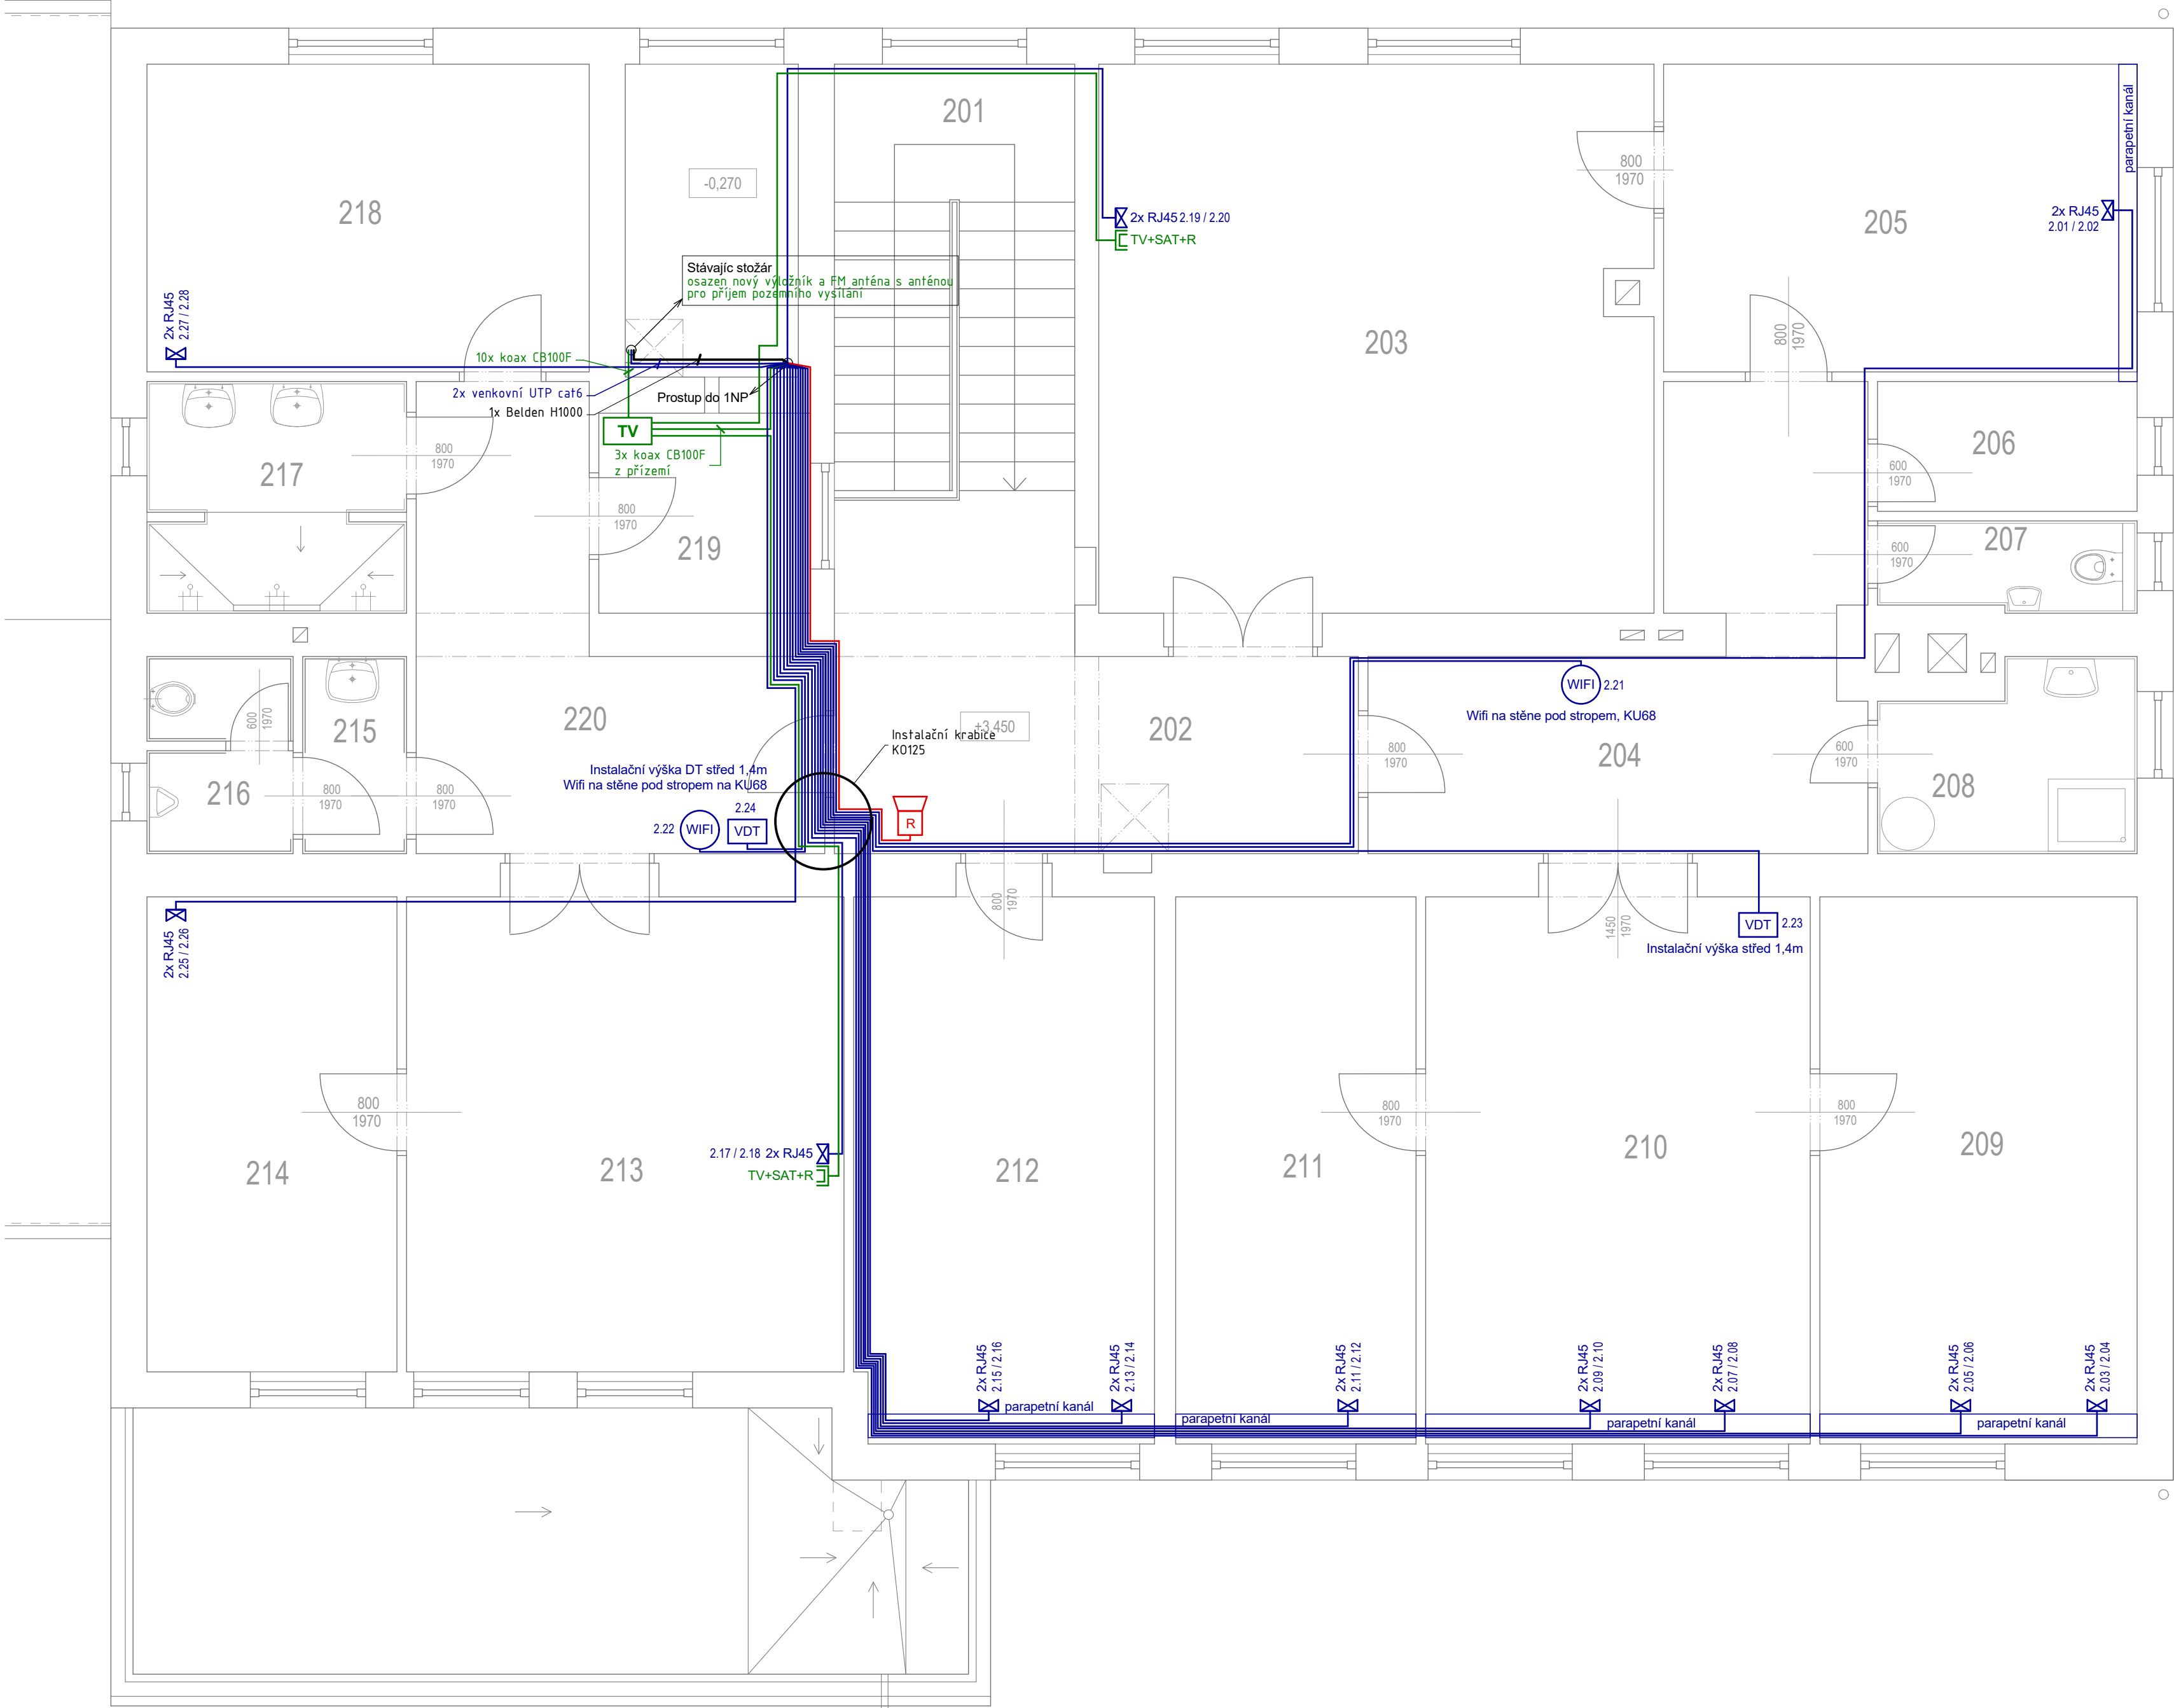 201
-0,270
218
800
1970
parapetní kanál
2x RJ45 2.19 / 2.20
TV+SAT+R
205
2x RJ45
2.01 / 2.02
Stávajíc stožár
osazen nový výložník a FM anténa s anténou
pro příjem pozemního vysílání
2x RJ45
2.27 / 2.28
203
800
1970
10x koax CB100F
2x venkovní UTP cat6
1x Belden H1000
Prostup do 1NP
TV
3x koax CB100F
z přízemí
217
800
1970
206
600
1970
800
1970
219
207
600
1970
WIFI 2.21
Wifi na stěne pod stropem, KU68
600
1970
215
220
+3,450
202
Instalační krabice
KO125
800
1970
204
600
1970
208
216
800
1970
800
1970
Instalační výška DT střed 1,4m
Wifi na stěne pod stropem na KU68
2.24
2.22 WIFI VDT
R
800
1970
1450
1970
VDT 2.23
Instalační výška střed 1,4m
2x RJ45
2.25 / 2.26
800
1970
800
1970
800
1970
214
213
2.17 / 2.18 2x RJ45
TV+SAT+R
212
211
210
209
2x RJ45
2.15 / 2.16
2x RJ45
2.13 / 2.14
2x RJ45
2.11 / 2.12
2x RJ45
2.09 / 2.10
2x RJ45
2.07 / 2.08
2x RJ45
2.05 / 2.06
2x RJ45
2.03 / 2.04
parapetní kanál
parapetní kanál
parapetní kanál
parapetní kanál